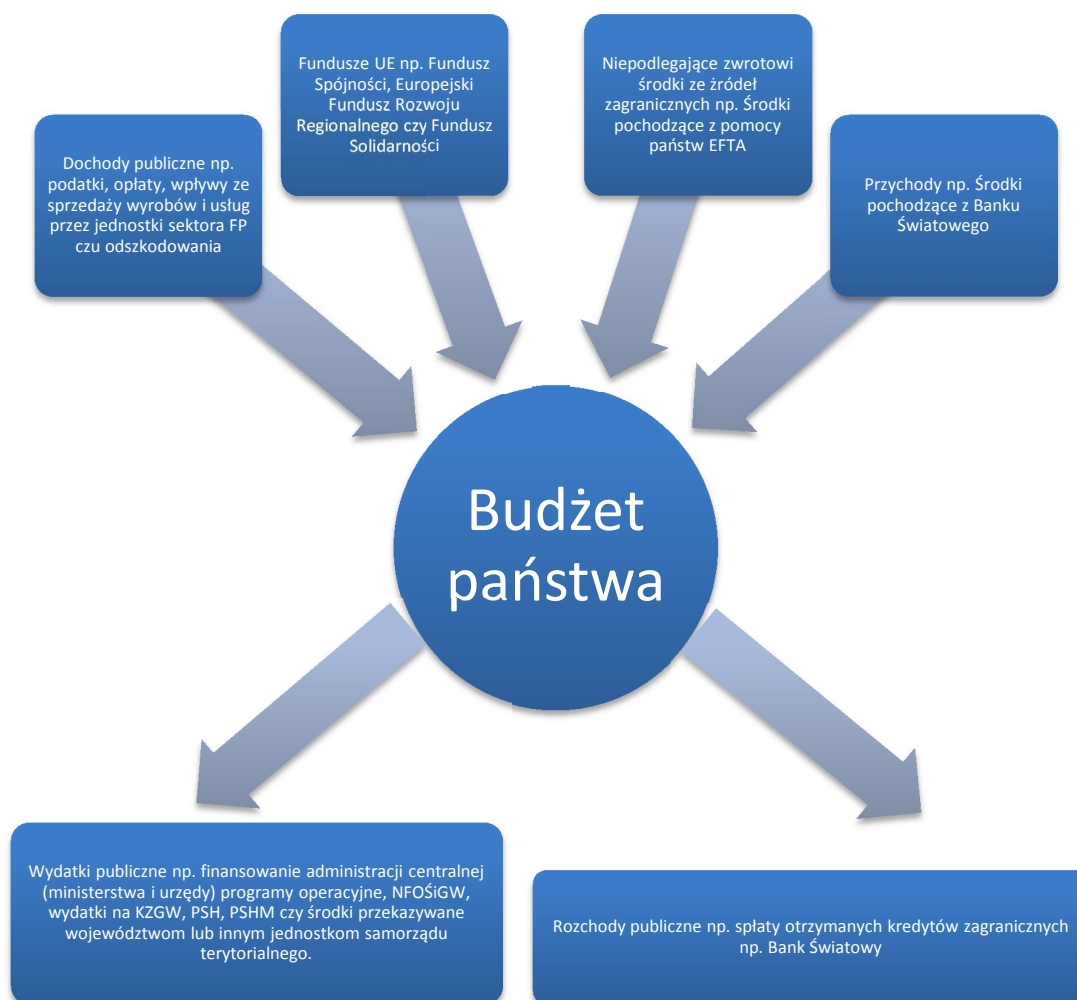 Fundusze UE np. Fundusz
Spójności, Europejski
Fundusz Rozwoju
Regionalnego czy Fundusz
Solidarności
Niepodlegające zwrotowi
środki ze źródeł
zagranicznych np. Środki
pochodzące z pomocy
państw EFTA
Dochody publiczne np.
podatki, opłaty, wpływy ze
sprzedaży wyrobów i usług
przez jednostki sektora FP
czu odszkodowania
Przychody np. Środki
pochodzące z Banku
Światowego
Budżet
państwa
Wydatki publiczne np. finansowanie administracji centralnej
(ministerstwa i urzędy) programy operacyjne, NFOŚiGW,
wydatki na KZGW, PSH, PSHM czy środki przekazywane
województwom lub innym jednostkom samorządu
terytorialnego.
Rozchody publiczne np. spłaty otrzymanych kredytów zagranicznych
np. Bank Światowy